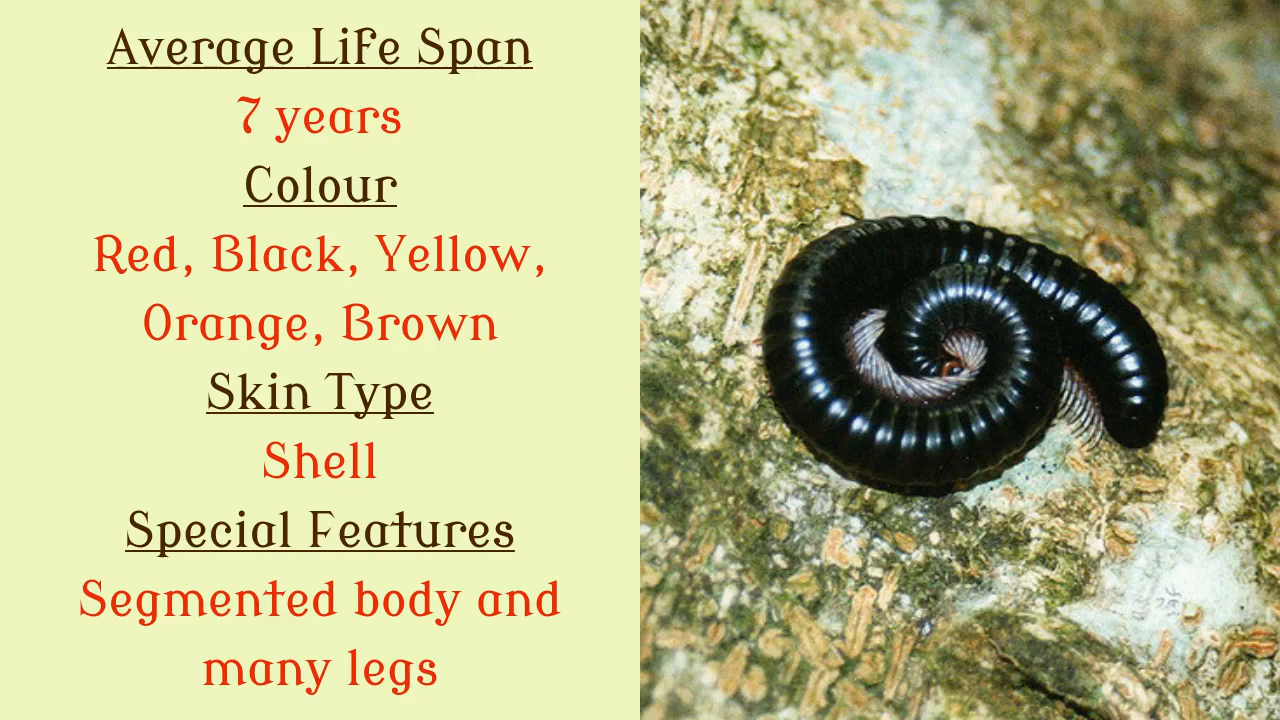 Average Life Span
7 years
Colour
Red, Black, Yellow,
Orange, Brown
Skin Type
Shell
Special Features
Segmented body and
many legs